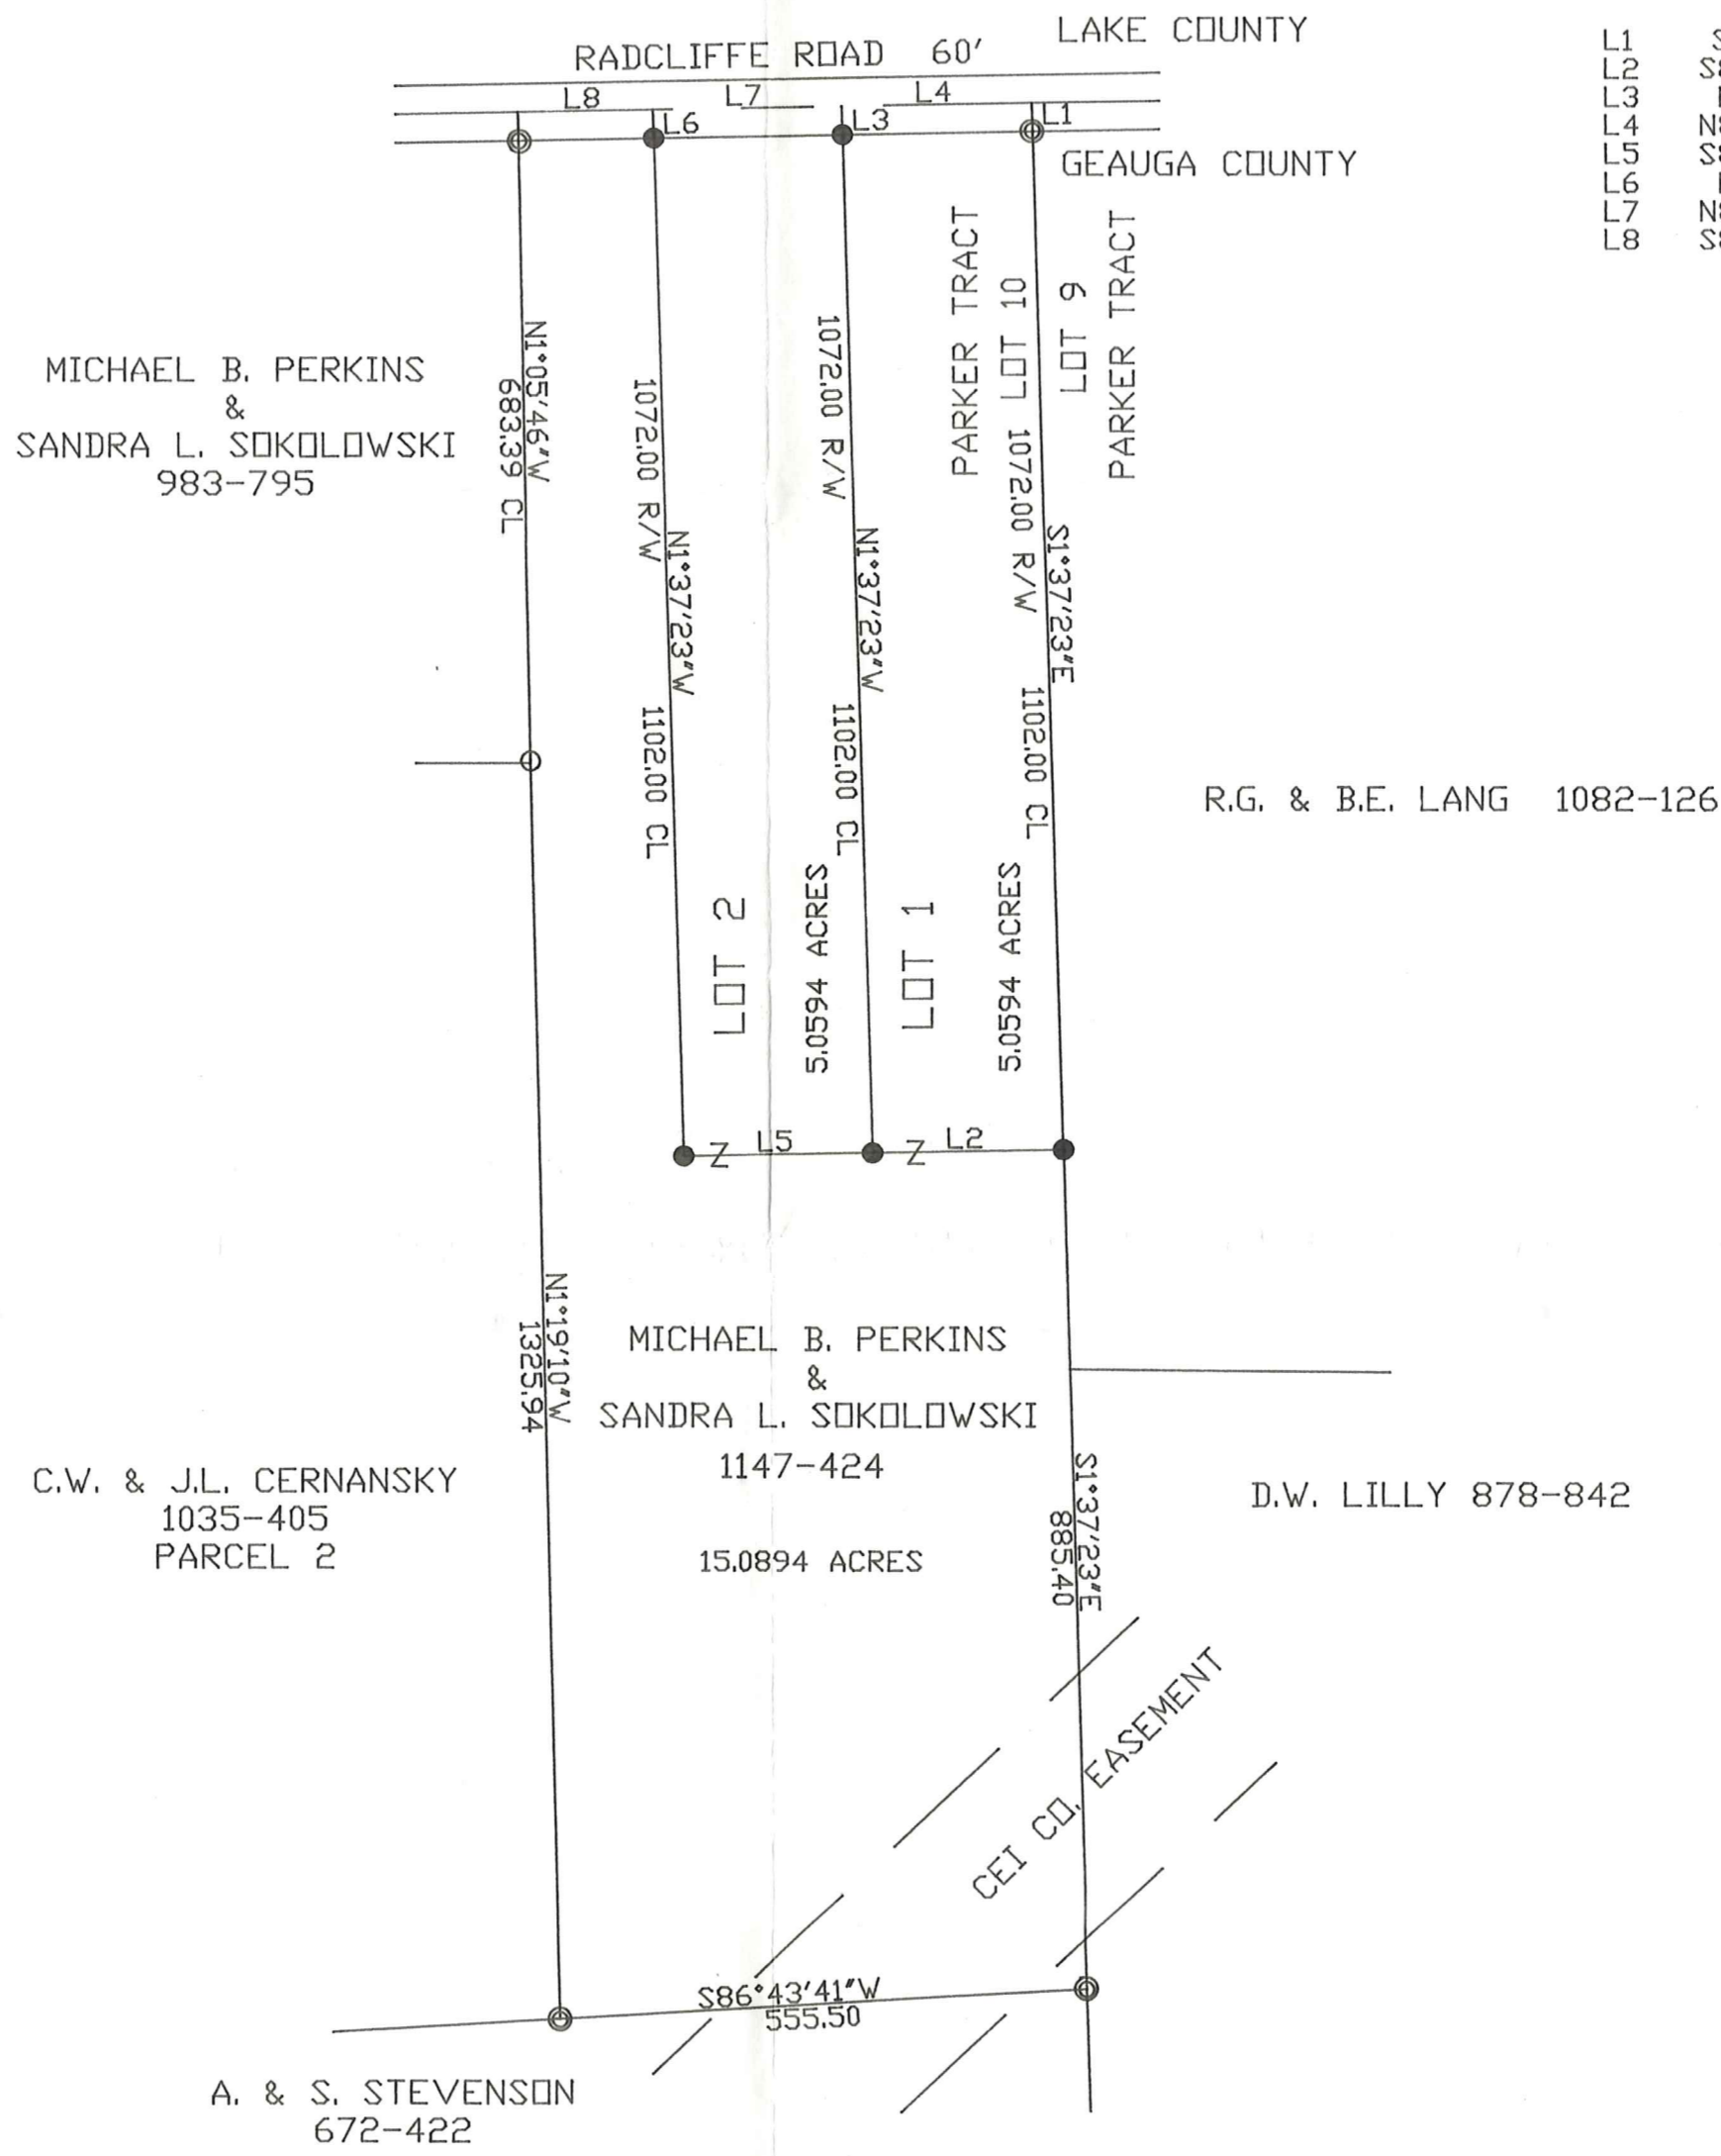 LAKE COUNTY
RADCLIFFE ROAD 60'
L8
L7
L4
L6
L3
L1
GEAUGA COUNTY
L1 S
L2 S8
L3
L4 N8
L5 S8
L6
L7 N8
L8 S8
PARKER TRACT
LOT 10
LOT 9
PARKER TRACT
MICHAEL B. PERKINS
&
SANDRA L. SOKOLOWSKI
983-795
N1°05'46"W
683.39 CL
1072.00 R/W
N1°37'23"W
1102.00 CL
1072.00 R/W
N1°37'23"W
1102.00 CL
1072.00 R/W
S1°37'23"E
1102.00 CL
R.G. & B.E. LANG 1082-126
LOT 2
5.0594 ACRES
LOT 1
5.0594 ACRES
Z L5
Z L2
N1°19'10"W
1325.94
MICHAEL B. PERKINS
&
SANDRA L. SOKOLOWSKI
1147-424
15.0894 ACRES
C.W. & J.L. CERNANSKY
1035-405
PARCEL 2
S1°37'23"E
885.40
D.W. LILLY 878-842
CEI CO. EASEMENT
S86°43'41"W
555.50
A. & S. STEVENSON
672-422